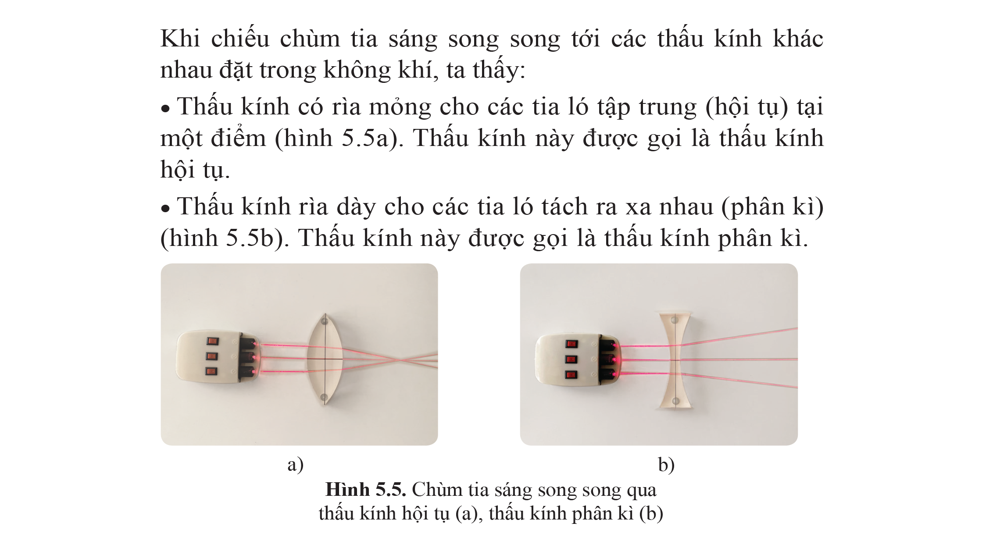 Khi chiếu chùm tia sáng song song tới các thấu kính khác
nhau đặt trong không khí, ta thấy:
• Thấu kính có rìa mỏng cho các tia ló tập trung (hội tụ) tại
một điểm (hình 5.5a). Thấu kính này được gọi là thấu kính
hội tụ.
• Thấu kính rìa dày cho các tia ló tách ra xa nhau (phân kì)
(hình 5.5b). Thấu kính này được gọi là thấu kính phân kì.
a)
b)
Hình 5.5. Chùm tia sáng song song qua
thấu kính hội tụ (a), thấu kính phân kì (b)